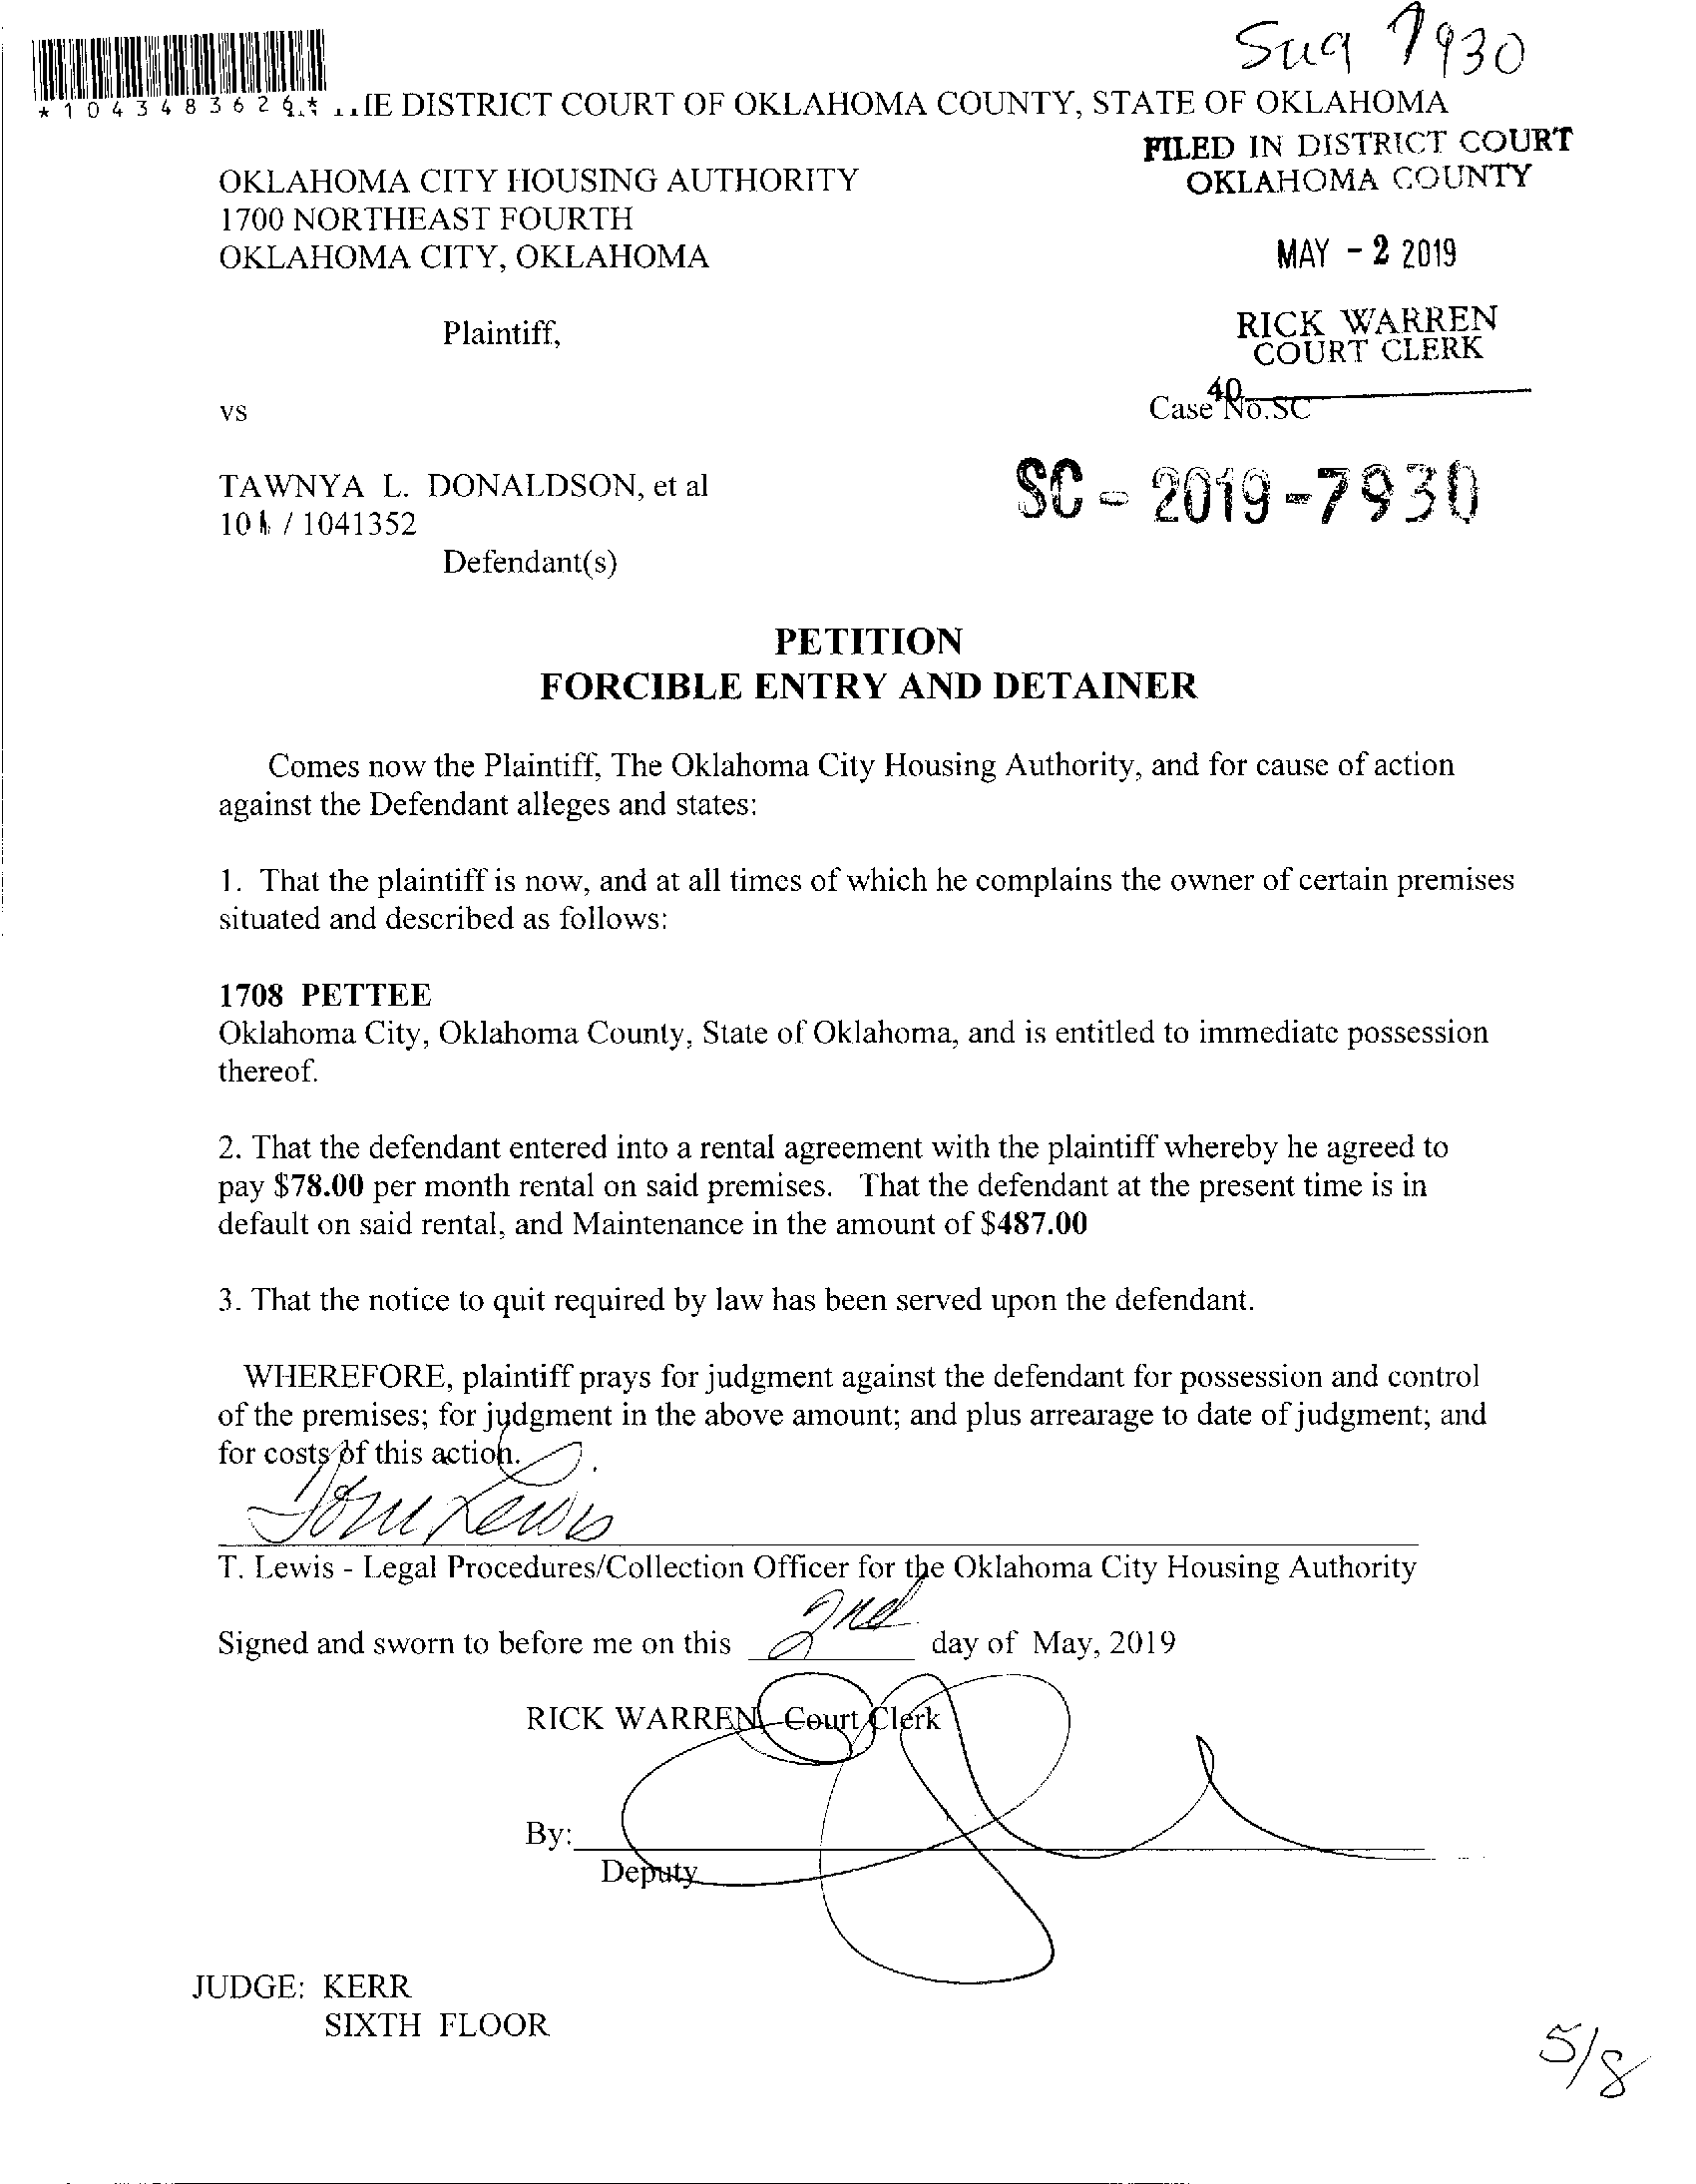 Suq 7930
*1043483626* ..IE DISTRICT COURT OF OKLAHOMA COUNTY, STATE OF OKLAHOMA
FILED IN DISTRICT COURT
OKLAHOMA COUNTY
OKLAHOMA CITY HOUSING AUTHORITY
1700 NORTHEAST FOURTH
OKLAHOMA CITY, OKLAHOMA
MAY - 2 2019
Plaintiff,
RICK WARREN
COURT CLERK
40
vs
Case No. SC
TAWNYA L. DONALDSON, et al
SC - 2019 - 7930
/ 1041352
Defendant(s)
PETITION
FORCIBLE ENTRY AND DETAINER
Comes now the Plaintiff, The Oklahoma City Housing Authority, and for cause of action
against the Defendant alleges and states:
1. That the plaintiff is now, and at all times of which he complains the owner of certain premises
situated and described as follows:
1708 PETTEE
Oklahoma City, Oklahoma County, State of Oklahoma, and is entitled to immediate possession
thereof.
2. That the defendant entered into a rental agreement with the plaintiff whereby he agreed to
pay $78.00 per month rental on said premises. That the defendant at the present time is in
default on said rental, and Maintenance in the amount of $487.00
3. That the notice to quit required by law has been served upon the defendant.
WHEREFORE, plaintiff prays for judgment against the defendant for possession and control
of the premises; for judgment in the above amount; and plus arrearage to date of judgment; and
for costs of this action.
T. Lewis - Legal Procedures/Collection Officer for the Oklahoma City Housing Authority
Signed and sworn to before me on this 2nd day of May, 2019
RICK WARREN, Court Clerk
By:
Deputy
JUDGE: KERR
SIXTH FLOOR
5/8